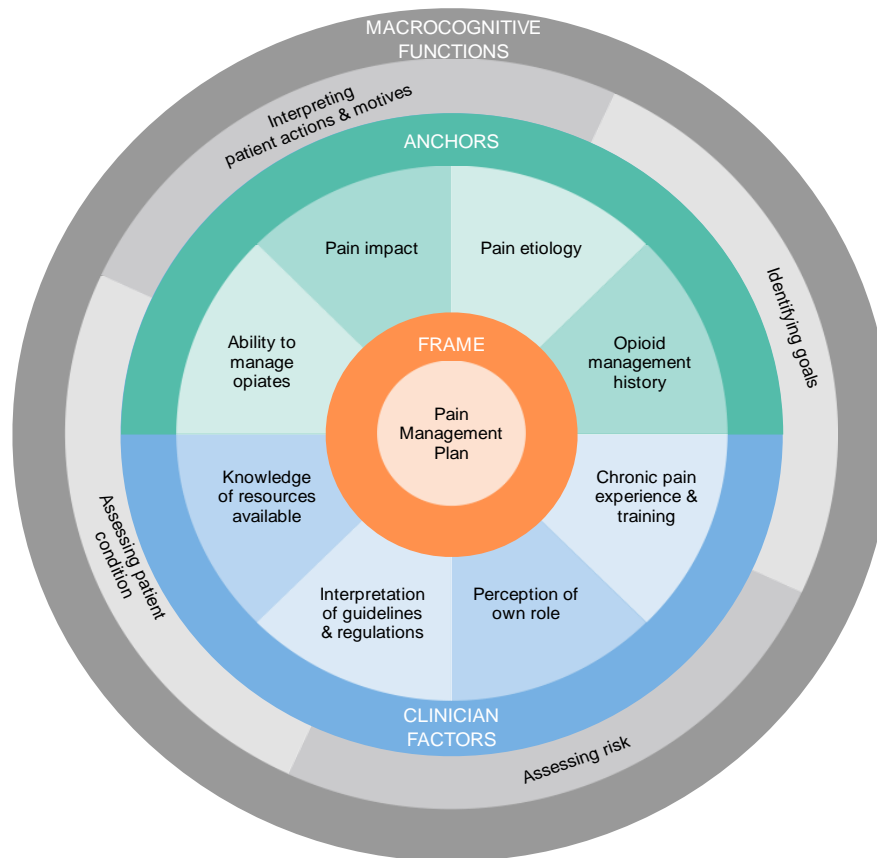 MACROCOGNITIVE
FUNCTIONS
Interpreting
patient actions & motives
ANCHORS
Pain impact
Pain etiology
Identifying goals
Ability to
manage
opiates
FRAME
Opioid
management
history
Pain
Management
Plan
Knowledge
of resources
available
Chronic pain
experience &
training
Assessing patient
condition
Interpretation
of guidelines
& regulations
Perception of
own role
CLINICIAN
FACTORS
Assessing risk